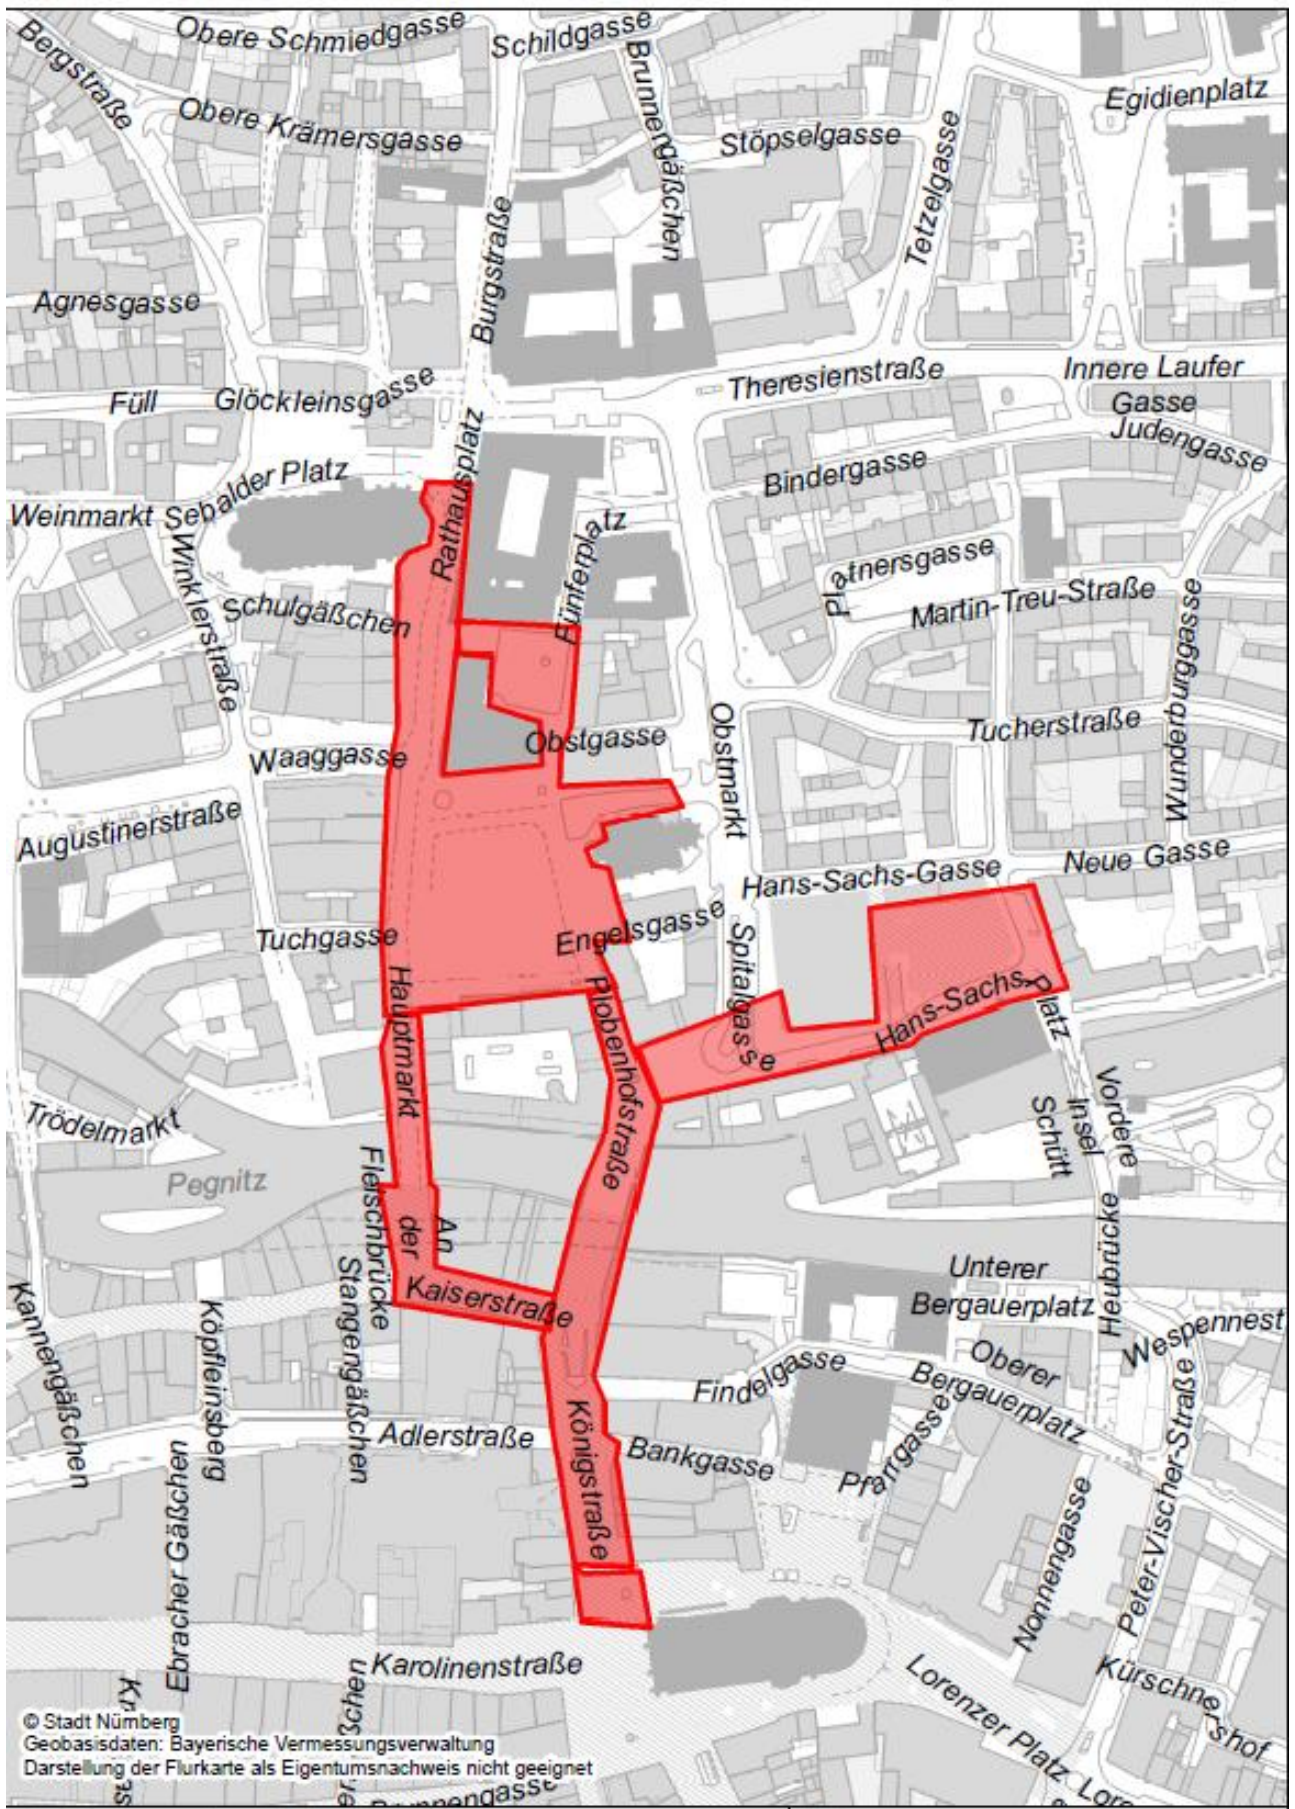 Obere Schmiedgasse
Schildgasse
Bergstraße
Brunnengäßchen
Egidienplatz
Obere Krämersgasse
Stöpselgasse
Tetzelgasse
Burgstraße
Agnesgasse
Theresienstraße
Innere Laufer
Gasse
Füll
Glöckleinsgasse
Judengasse
Rathausplatz
Bindergasse
Sebalder Platz
Weinmarkt
Fünferplatz
Winklerstraße
Platnersgasse
Martin-Treu-Straße
Schulgäßchen
Wunderburggasse
Obstmarkt
Tucherstraße
Obstgasse
Waaggasse
Augustinerstraße
Neue Gasse
Hans-Sachs-Gasse
Engelsgasse
Tuchgasse
Spitalgasse
Hauptmarkt
Plobenhofstraße
Hans-Sachs-
Platz
Vordere
Insel
Schütt
Trödelmarkt
Pegnitz
Fleischbrücke
An
der
Heubrücke
Unterer
Bergauerplatz
Kaiserstraße
Stangengäßchen
Kannengäßchen
Köpfleinsberg
Wespennest
Findelgasse
Oberer
Bergauerplatz
Adlerstraße
Königstraße
Bankgasse
Pfarrgasse
Peter-Vischer-Straße
Ebracher Gäßchen
Nonnengasse
Karolinenstraße
Kürschnershof
Lorenzer Platz
© Stadt Nürnberg
Geobasisdaten: Bayerische Vermessungsverwaltung
Darstellung der Flurkarte als Eigentumsnachweis nicht geeignet